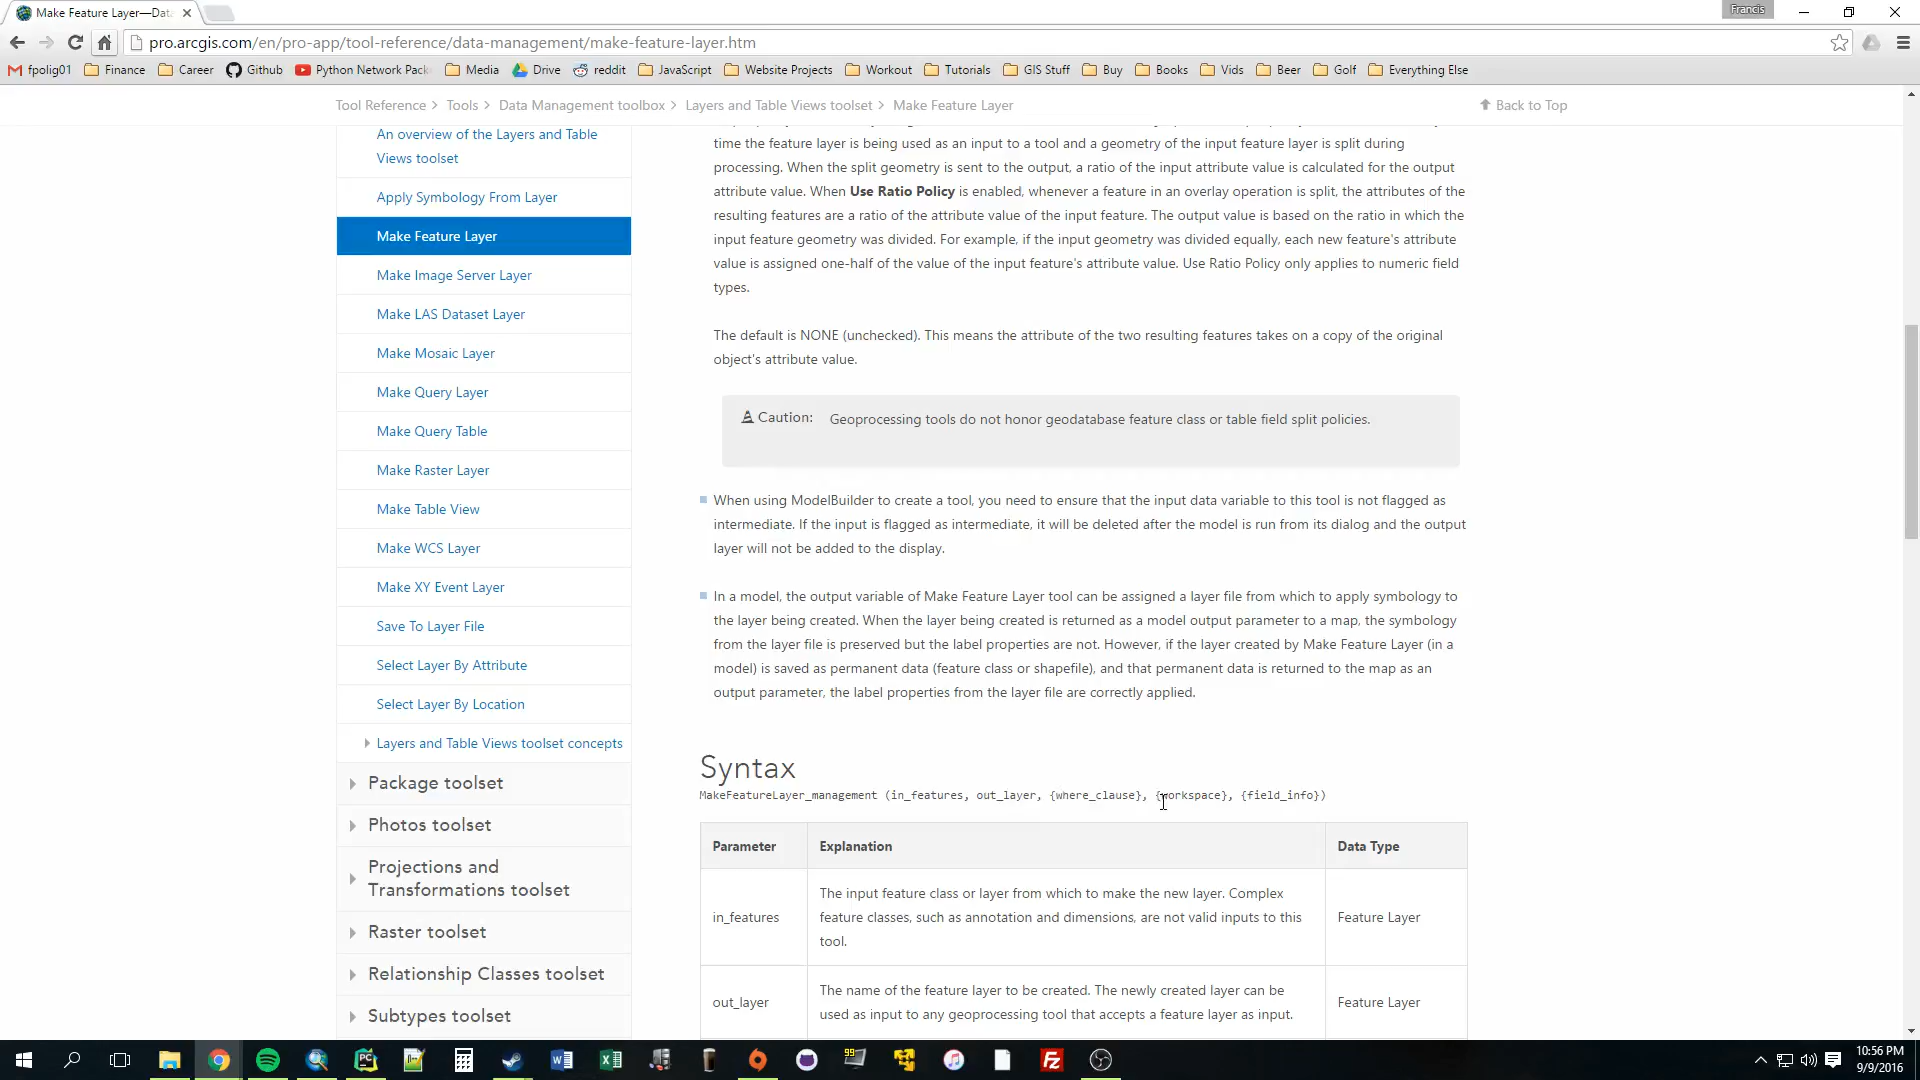 Make Feature Layer—Dat
Francis
pro.arcgis.com/en/pro-app/tool-reference/data-management/make-feature-layer.htm
fpolig01 Finance Career Github Python Network Pack Media Drive reddit JavaScript Website Projects Workout Tutorials GIS Stuff Buy Books Vids Beer Golf Everything Else
Tool Reference > Tools > Data Management toolbox > Layers and Table Views toolset > Make Feature Layer
Back to Top
An overview of the Layers and Table
Views toolset
Apply Symbology From Layer
Make Feature Layer
Make Image Server Layer
Make LAS Dataset Layer
Make Mosaic Layer
Make Query Layer
Make Query Table
Make Raster Layer
Make Table View
Make WCS Layer
Make XY Event Layer
Save To Layer File
Select Layer By Attribute
Select Layer By Location
Layers and Table Views toolset concepts
Package toolset
Photos toolset
Projections and
Transformations toolset
Raster toolset
Relationship Classes toolset
Subtypes toolset
time the feature layer is being used as an input to a tool and a geometry of the input feature layer is split during
processing. When the split geometry is sent to the output, a ratio of the input attribute value is calculated for the output
attribute value. When Use Ratio Policy is enabled, whenever a feature in an overlay operation is split, the attributes of the
resulting features are a ratio of the attribute value of the input feature. The output value is based on the ratio in which the
input feature geometry was divided. For example, if the input geometry was divided equally, each new feature's attribute
value is assigned one-half of the value of the input feature's attribute value. Use Ratio Policy only applies to numeric field
types.
The default is NONE (unchecked). This means the attribute of the two resulting features takes on a copy of the original
object's attribute value.
Caution: Geoprocessing tools do not honor geodatabase feature class or table field split policies.
When using ModelBuilder to create a tool, you need to ensure that the input data variable to this tool is not flagged as
intermediate. If the input is flagged as intermediate, it will be deleted after the model is run from its dialog and the output
layer will not be added to the display.
In a model, the output variable of Make Feature Layer tool can be assigned a layer file from which to apply symbology to
the layer being created. When the layer being created is returned as a model output parameter to a map, the symbology
from the layer file is preserved but the label properties are not. However, if the layer created by Make Feature Layer (in a
model) is saved as permanent data (feature class or shapefile), and that permanent data is returned to the map as an
output parameter, the label properties from the layer file are correctly applied.
Syntax
MakeFeatureLayer_management (in_features, out_layer, {where_clause}, {workspace}, {field_info})
Parameter Explanation Data Type
in_features
The input feature class or layer from which to make the new layer. Complex
feature classes, such as annotation and dimensions, are not valid inputs to this
tool.
Feature Layer
out_layer
The name of the feature layer to be created. The newly created layer can be
used as input to any geoprocessing tool that accepts a feature layer as input.
Feature Layer
10:56 PM
9/9/2016